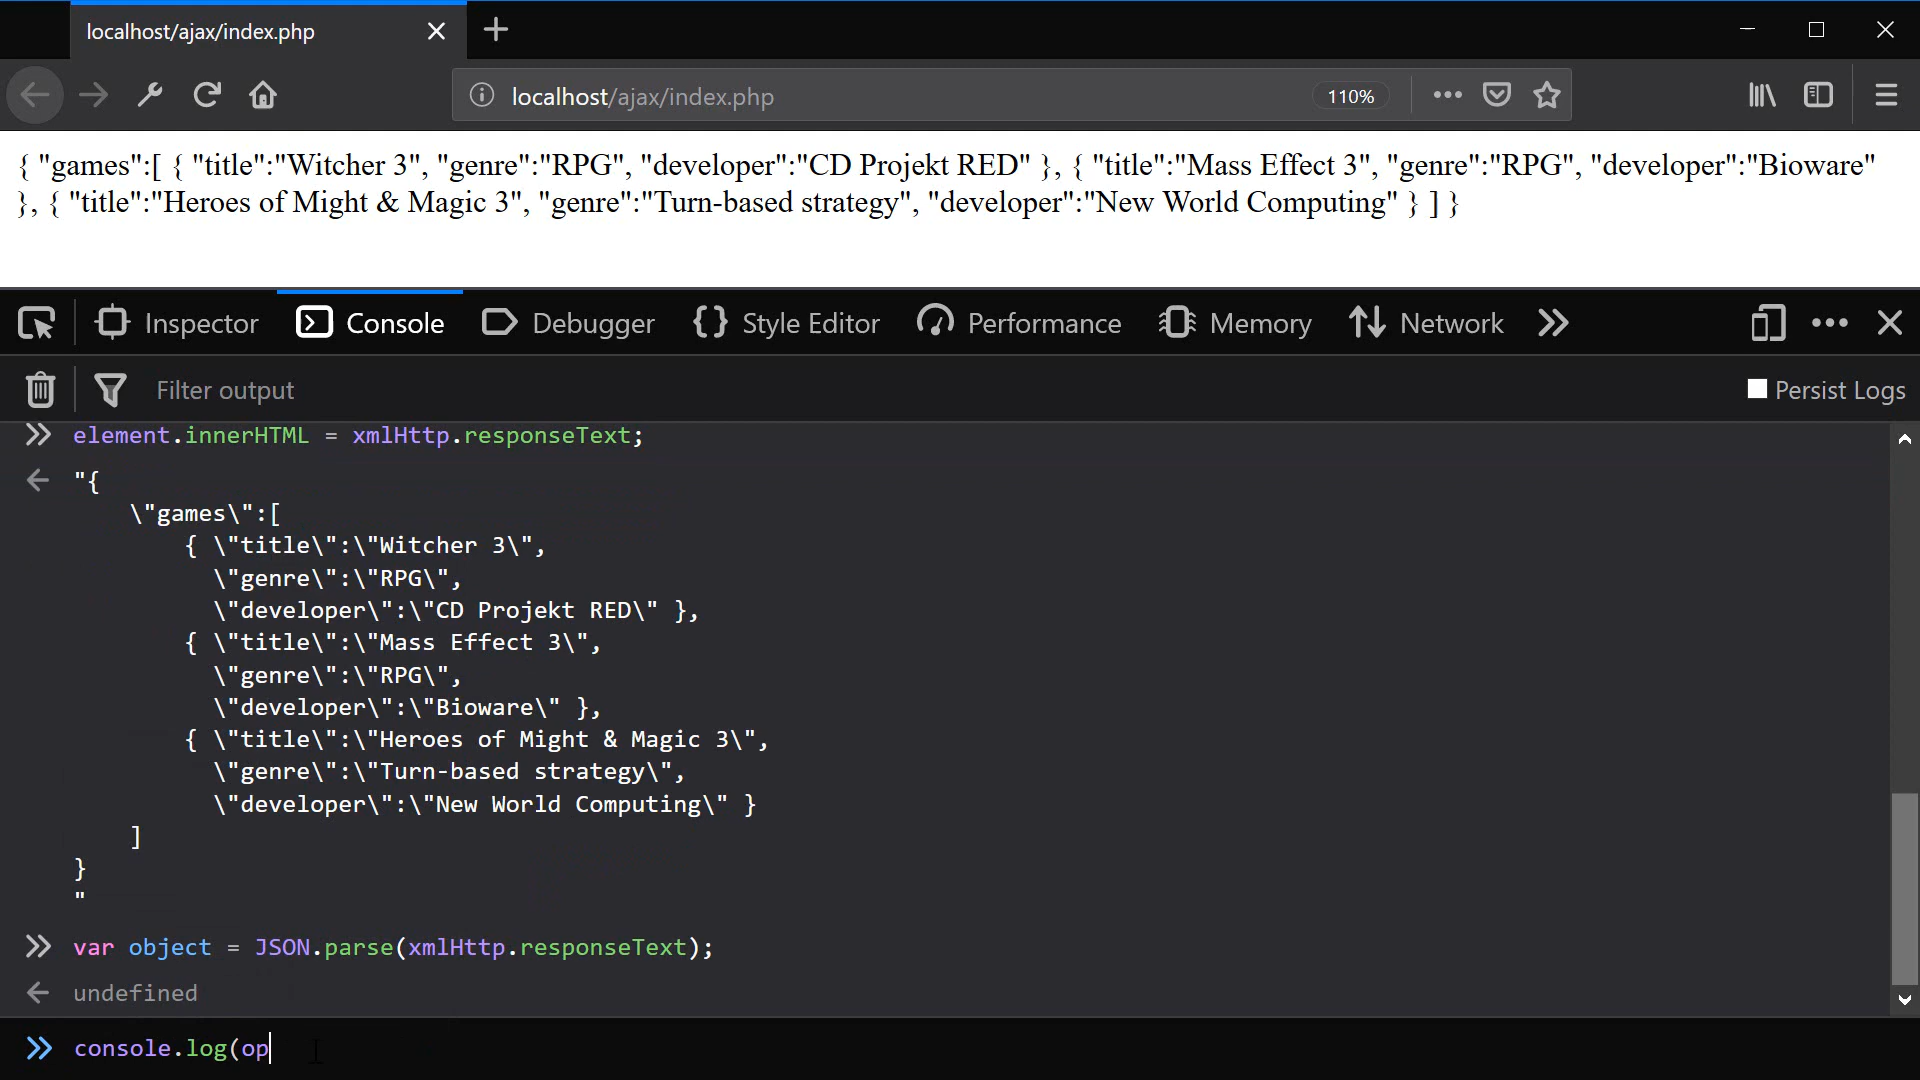 localhost/ajax/index.php
localhost/ajax/index.php
110%
{ "games":[ { "title":"Witcher 3", "genre":"RPG", "developer":"CD Projekt RED" }, { "title":"Mass Effect 3", "genre":"RPG", "developer":"Bioware"
}, { "title":"Heroes of Might & Magic 3", "genre":"Turn-based strategy", "developer":"New World Computing" } ] }
Inspector Console Debugger Style Editor Performance Memory Network
Filter output Persist Logs
element.innerHTML = xmlHttp.responseText;
"{
\"games\":[
{ \"title\":\"Witcher 3\",
\"genre\":\"RPG\",
\"developer\":\"CD Projekt RED\" },
{ \"title\":\"Mass Effect 3\",
\"genre\":\"RPG\",
\"developer\":\"Bioware\" },
{ \"title\":\"Heroes of Might & Magic 3\",
\"genre\":\"Turn-based strategy\",
\"developer\":\"New World Computing\" }
]
}
"
var object = JSON.parse(xmlHttp.responseText);
undefined
console.log(op